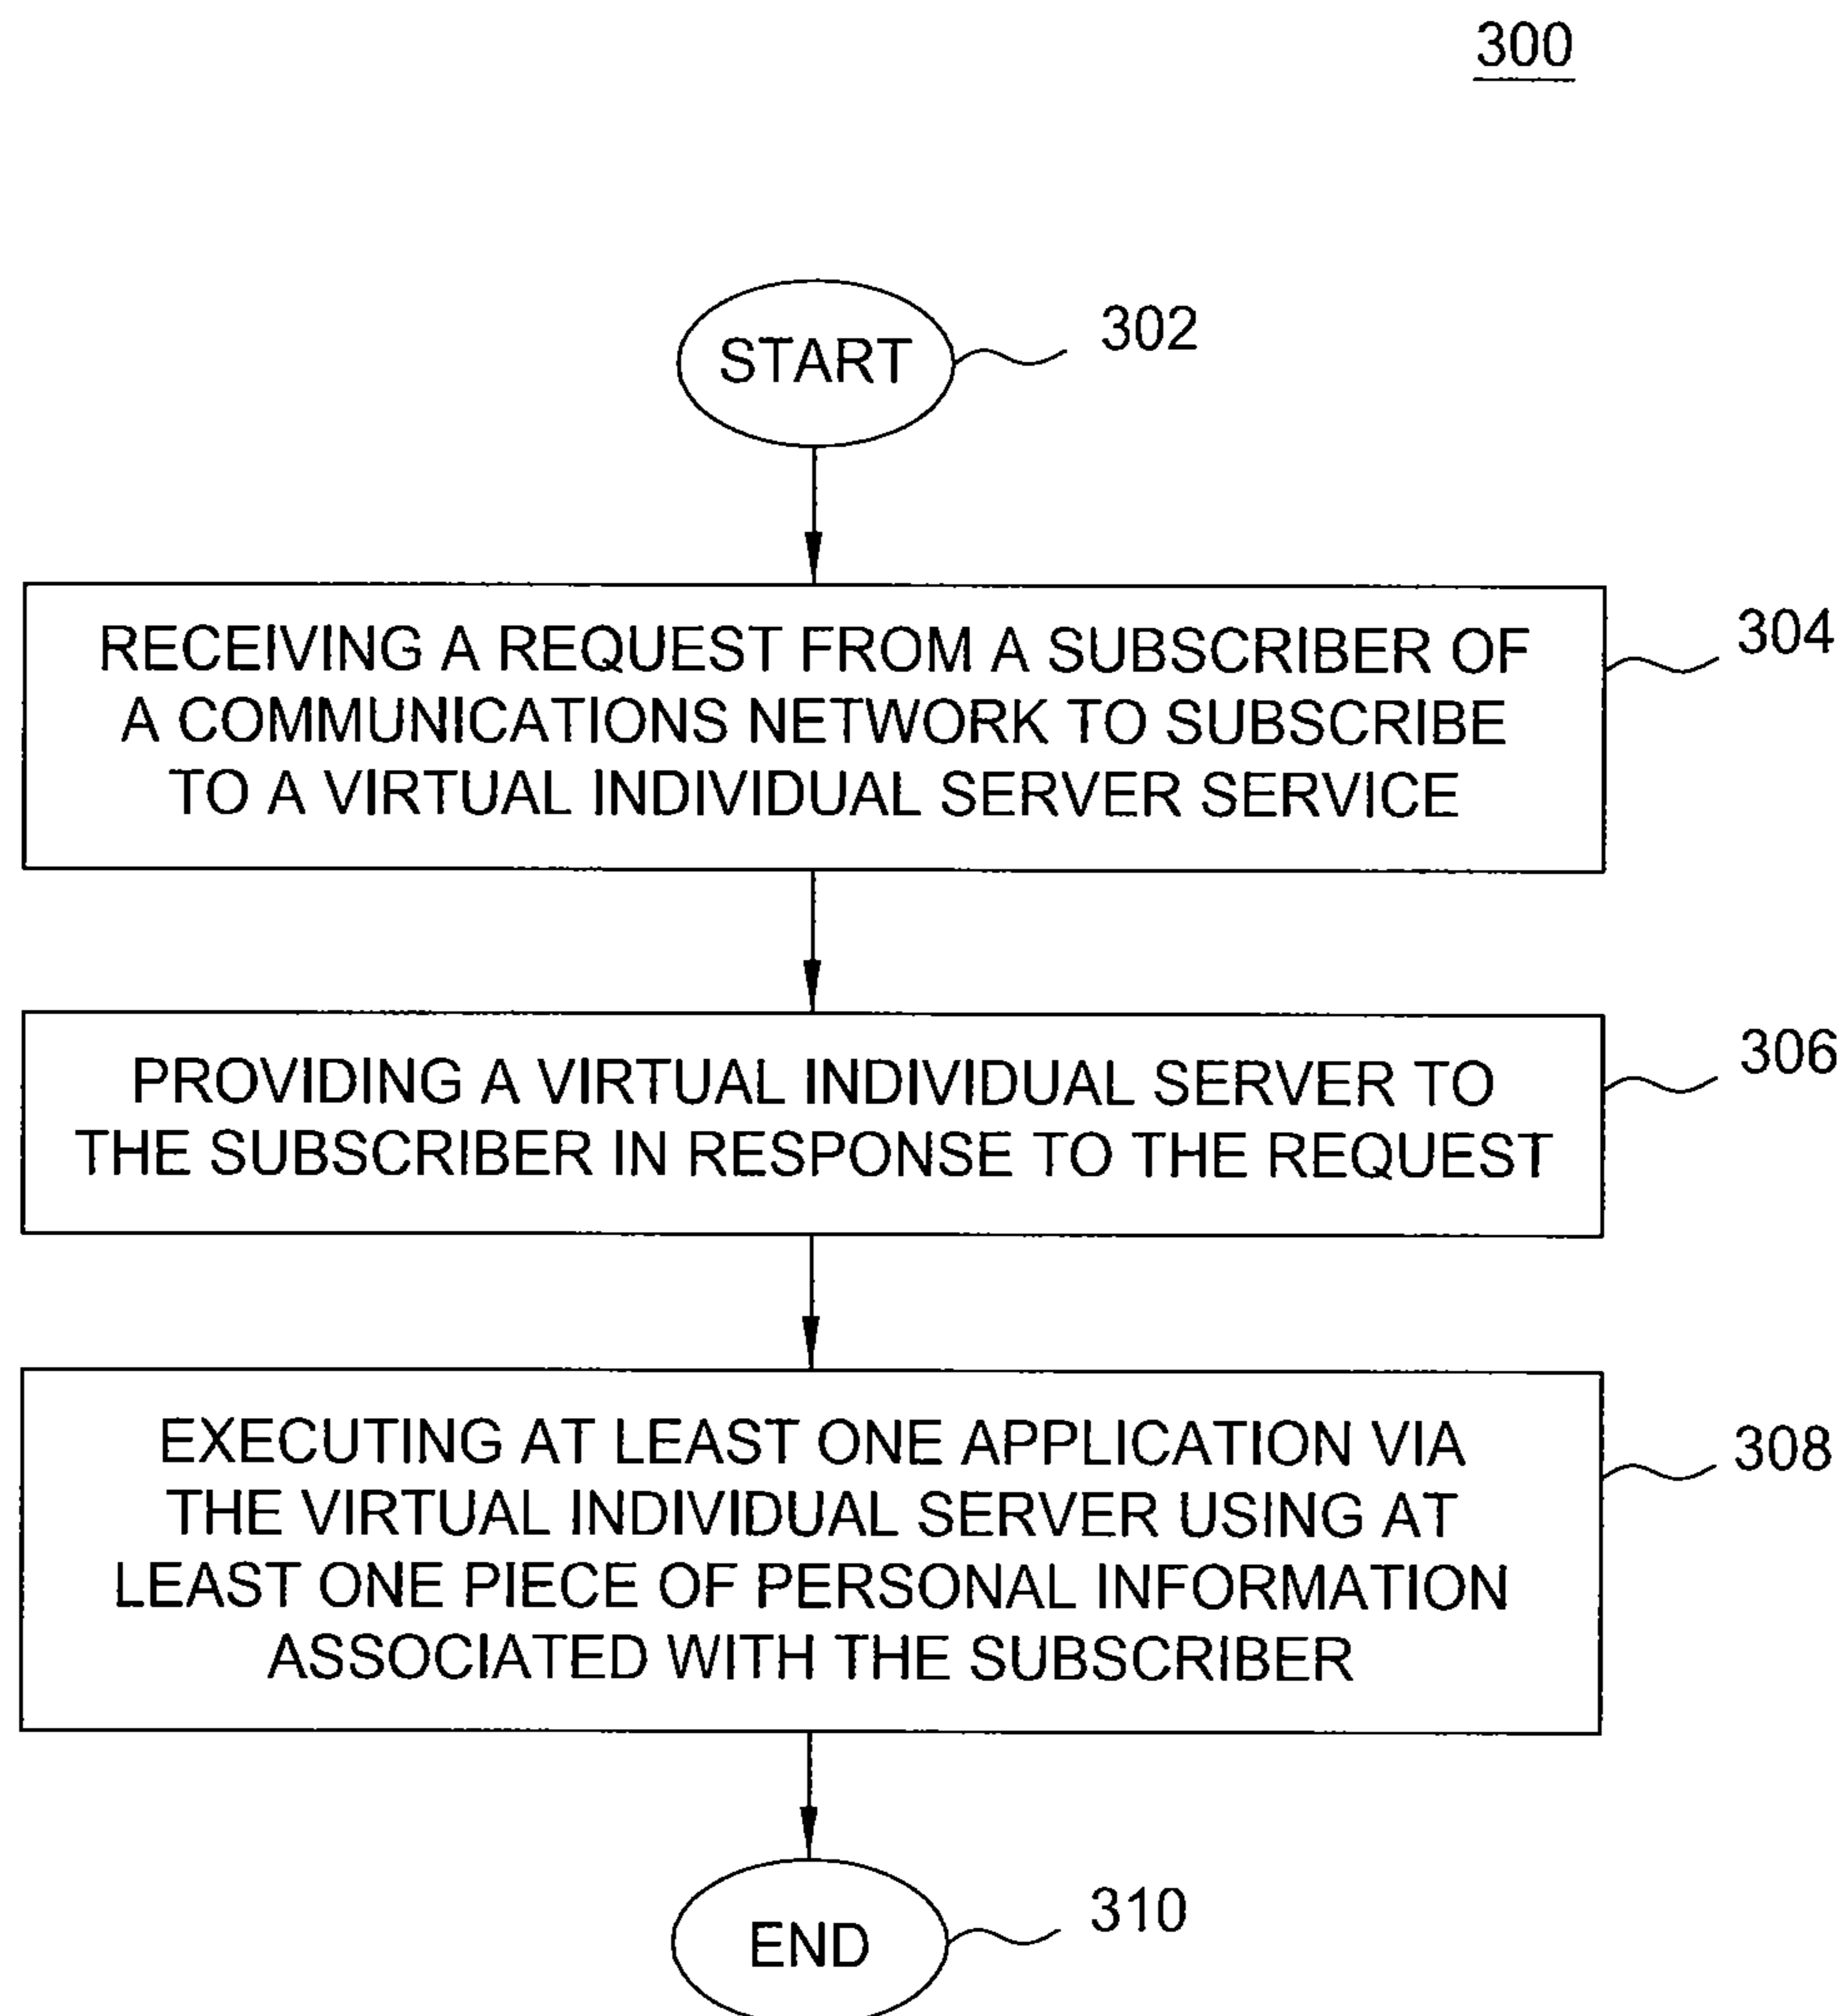 300
START
302
RECEIVING A REQUEST FROM A SUBSCRIBER OF
A COMMUNICATIONS NETWORK TO SUBSCRIBE
TO A VIRTUAL INDIVIDUAL SERVER SERVICE
304
PROVIDING A VIRTUAL INDIVIDUAL SERVER TO
THE SUBSCRIBER IN RESPONSE TO THE REQUEST
306
EXECUTING AT LEAST ONE APPLICATION VIA
THE VIRTUAL INDIVIDUAL SERVER USING AT
LEAST ONE PIECE OF PERSONAL INFORMATION
ASSOCIATED WITH THE SUBSCRIBER
308
END
310